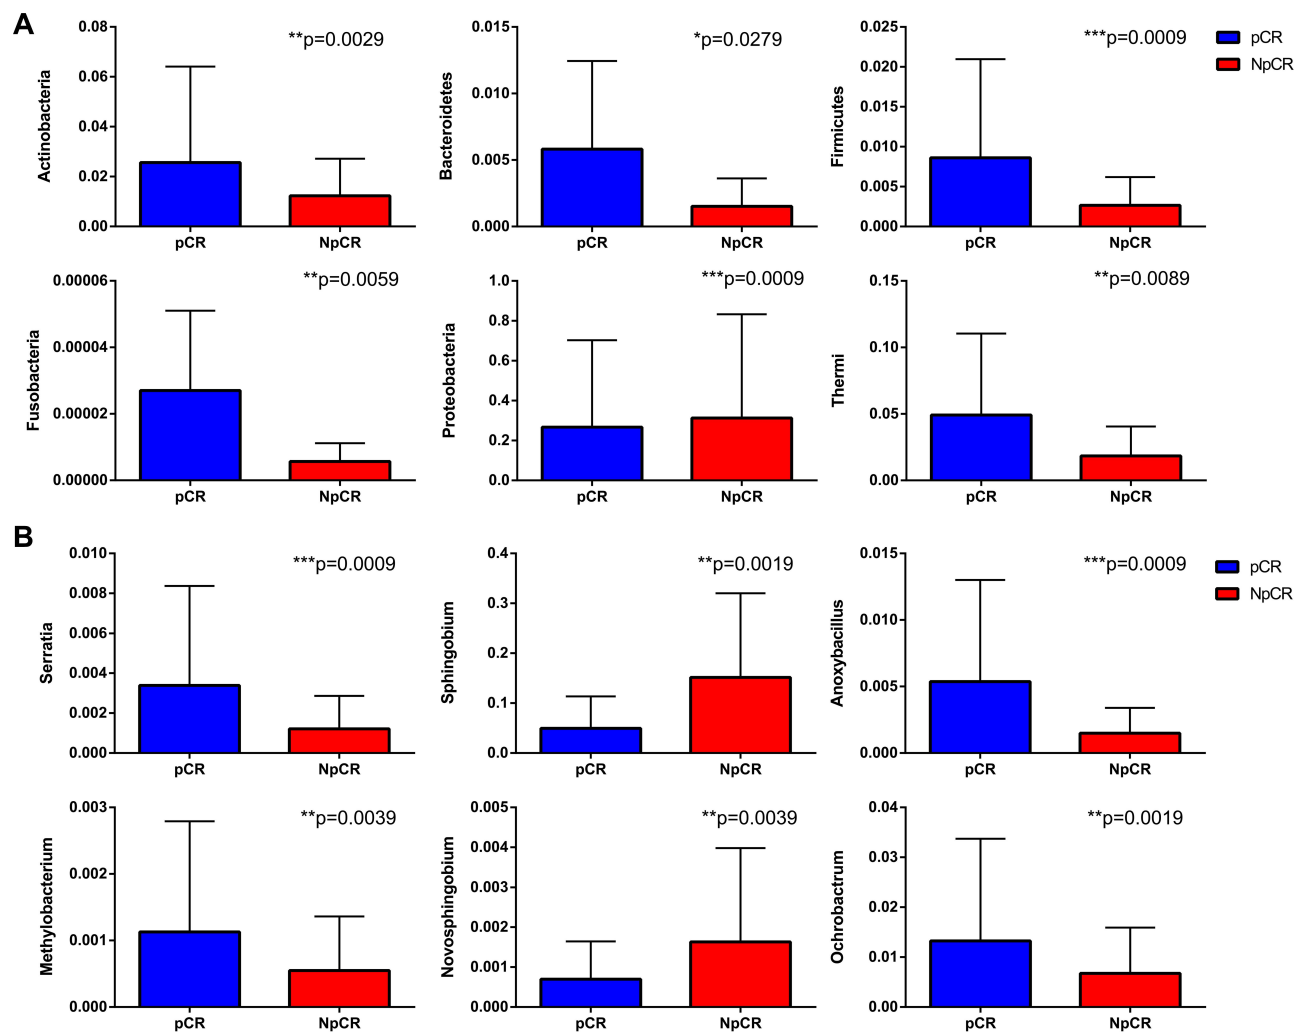 A
**p=0.0029
Actinobacteria
0.08
0.06
0.04
0.02
0.00
pCR
NpCR
*p=0.0279
Bacteroidetes
0.015
0.010
0.005
0.000
pCR
NpCR
***p=0.0009
Firmicutes
0.025
0.020
0.015
0.010
0.005
0.000
pCR
NpCR
pCR
NpCR
**p=0.0059
Fusobacteria
0.00006
0.00004
0.00002
0.00000
pCR
NpCR
***p=0.0009
Proteobacteria
1.0
0.8
0.6
0.4
0.2
0.0
pCR
NpCR
**p=0.0089
Thermi
0.15
0.10
0.05
0.00
pCR
NpCR
B
***p=0.0009
Serratia
0.010
0.008
0.006
0.004
0.002
0.000
pCR
NpCR
**p=0.0019
Sphingobium
0.4
0.3
0.2
0.1
0.0
pCR
NpCR
***p=0.0009
Anoxybacillus
0.015
0.010
0.005
0.000
pCR
NpCR
pCR
NpCR
**p=0.0039
Methylobacterium
0.003
0.002
0.001
0.000
pCR
NpCR
**p=0.0039
Novosphingobium
0.005
0.004
0.003
0.002
0.001
0.000
pCR
NpCR
**p=0.0019
Ochrobactrum
0.04
0.03
0.02
0.01
0.00
pCR
NpCR